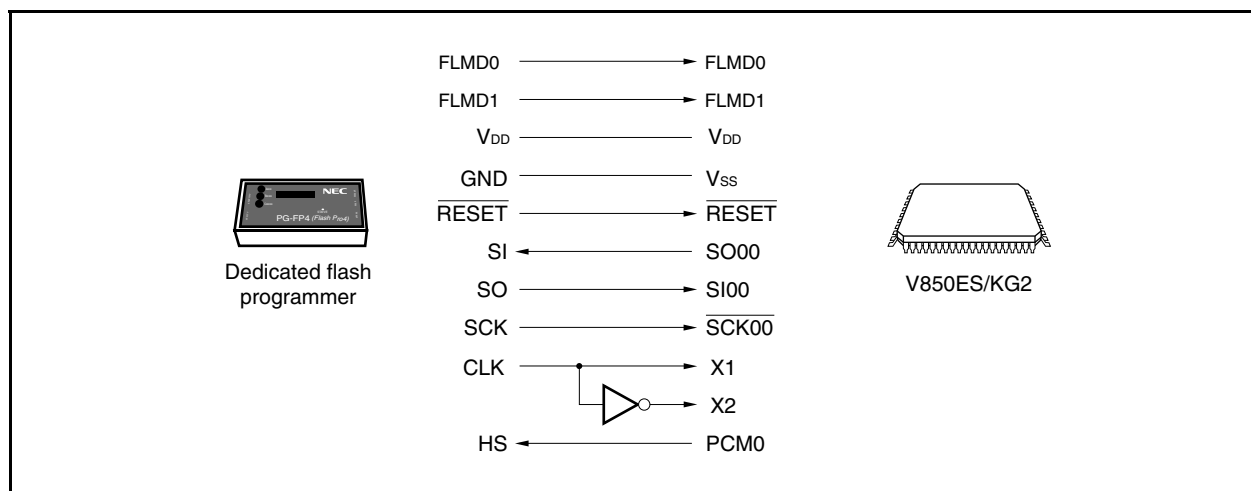 FLMD0 FLMD0
FLMD1 FLMD1
VDD VDD
GND VSS
RESET RESET
SI SO00
SO SI00
SCK SCK00
CLK X1
X2
HS PCM0
NEC
PG-FP4 (Flash Pro4)
Dedicated flash
programmer
V850ES/KG2